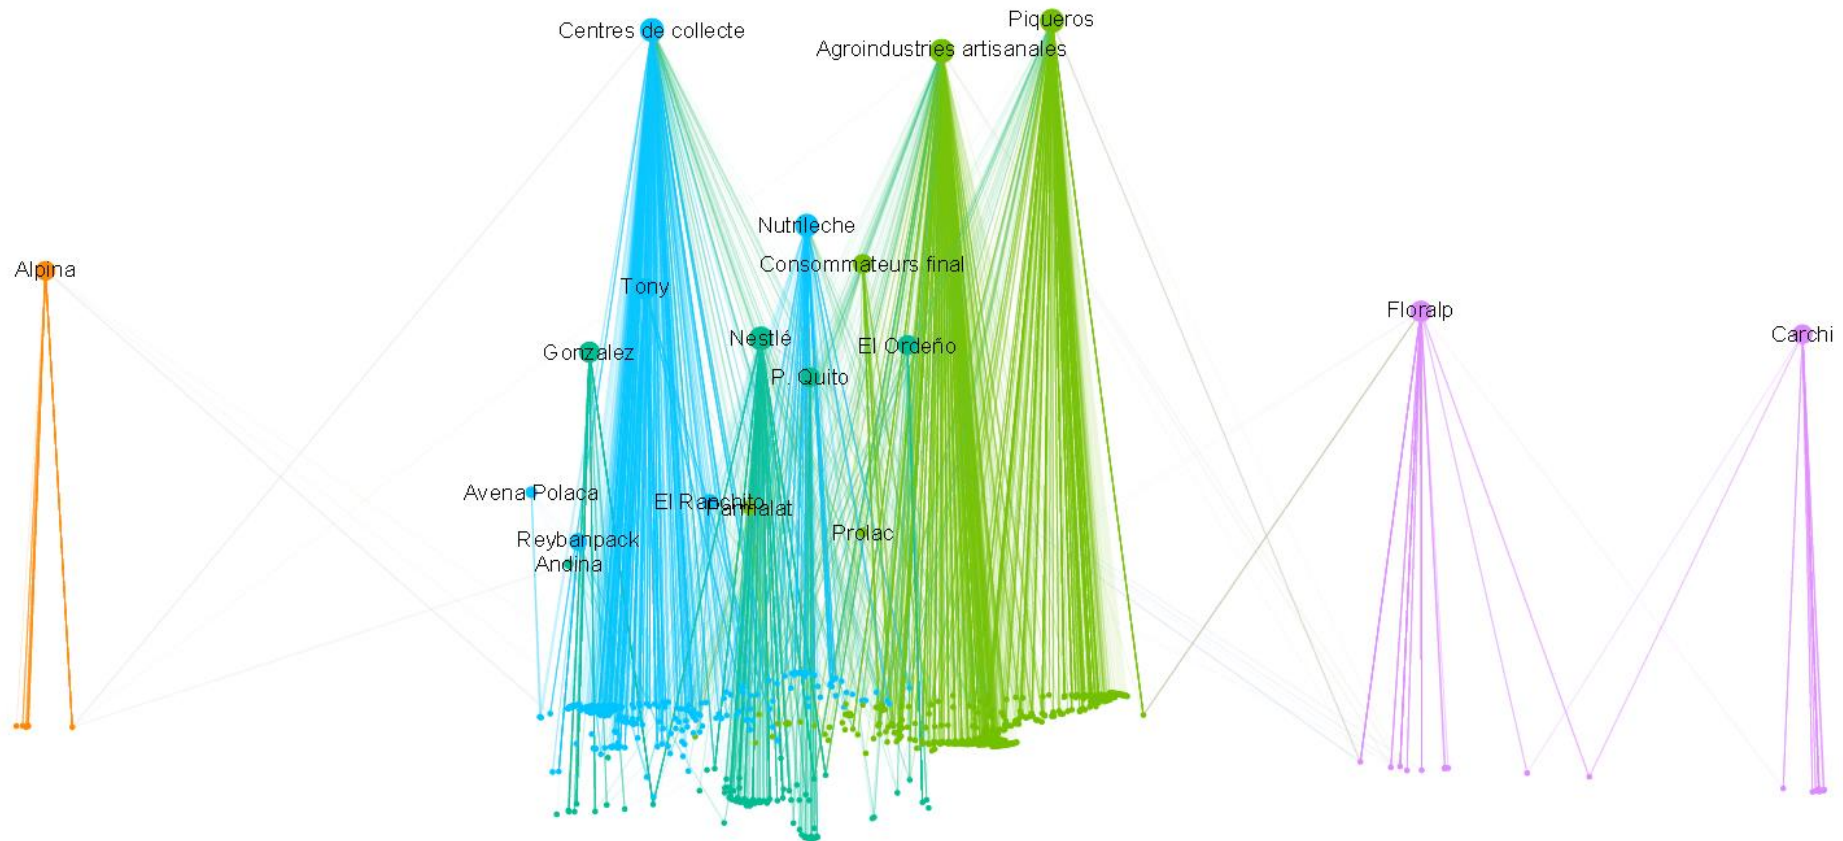 Piqueros
Centres de collecte
Agroindustries artisanales
Nutrileche
Consommateurs final
Alpina
Tony
Floralp
Carchi
Nestlé
El Ordeño
Gonzalez
P. Quito
Avena Polaca
El Ranchito
Parmalat
Prolac
Reybanpack
Andina